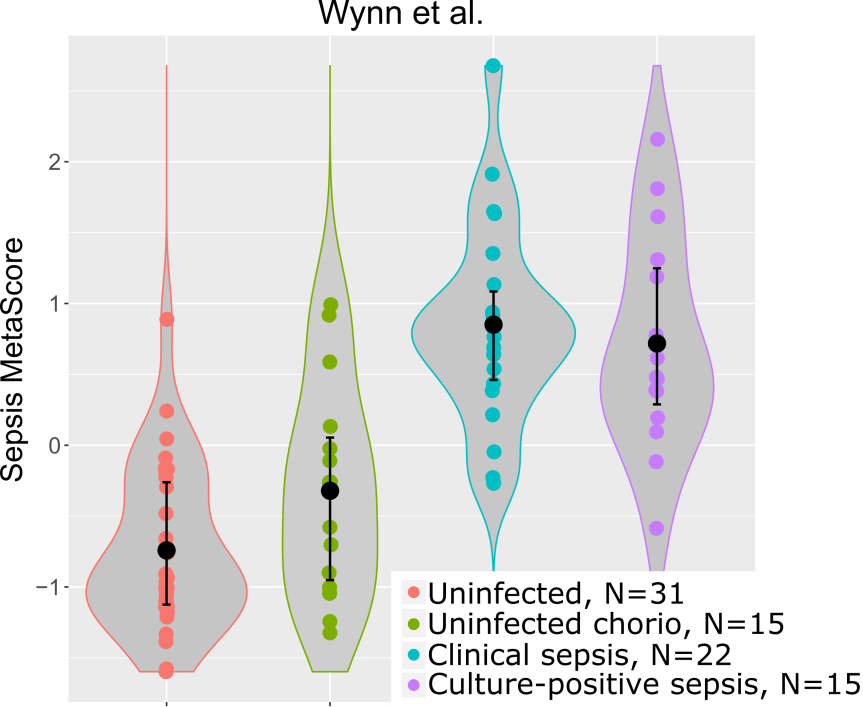 Wynn et al.
Sepsis MetaScore
2
1
0
−1
Uninfected, N=31
Uninfected chorio, N=15
Clinical sepsis, N=22
Culture-positive sepsis, N=15